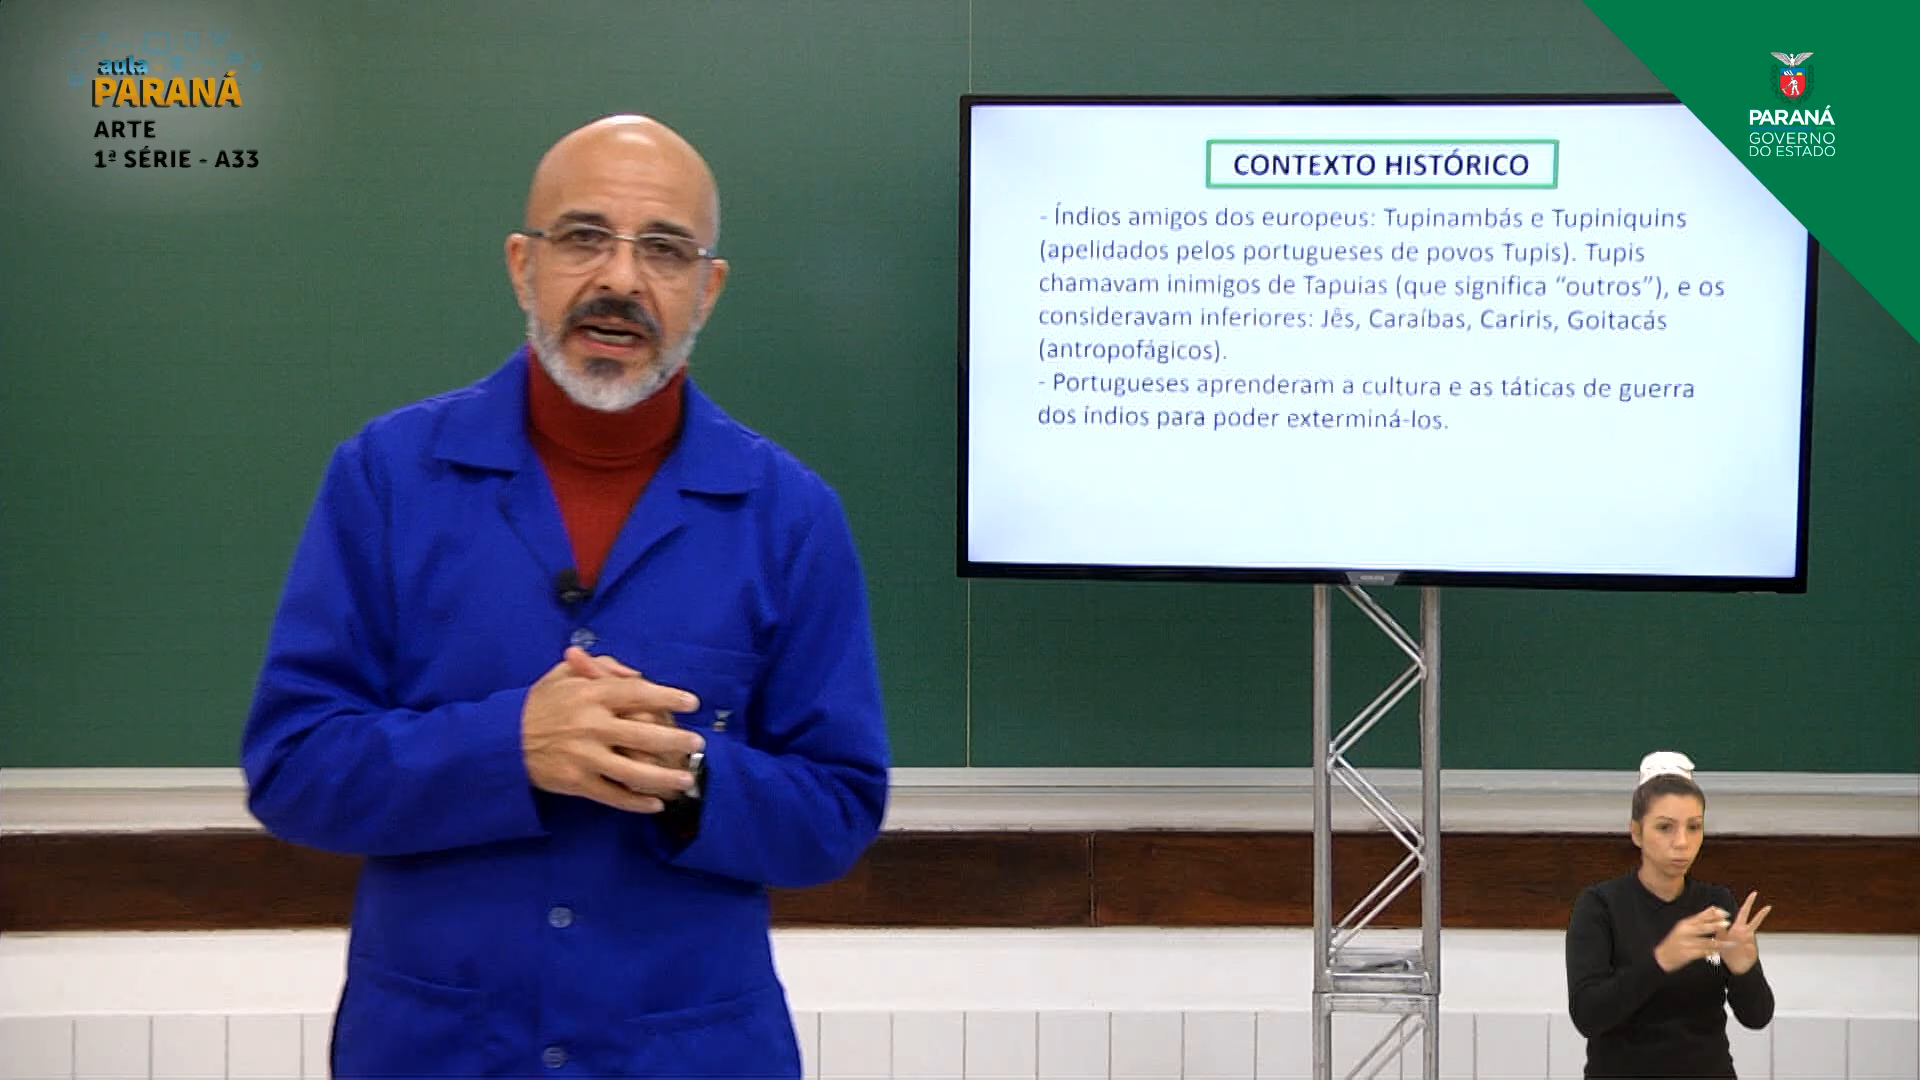 aula
PARANÁ
ARTE
1ª SÉRIE - A33
PARANÁ
GOVERNO
DO ESTADO
CONTEXTO HISTÓRICO
- Índios amigos dos europeus: Tupinambás e Tupiniquins
(apelidados pelos portugueses de povos Tupis). Tupis
chamavam inimigos de Tapuias (que significa “outros”), e os
consideravam inferiores: Jês, Caraíbas, Cariris, Goitacás
(antropofágicos).
- Portugueses aprenderam a cultura e as táticas de guerra
dos índios para poder exterminá-los.